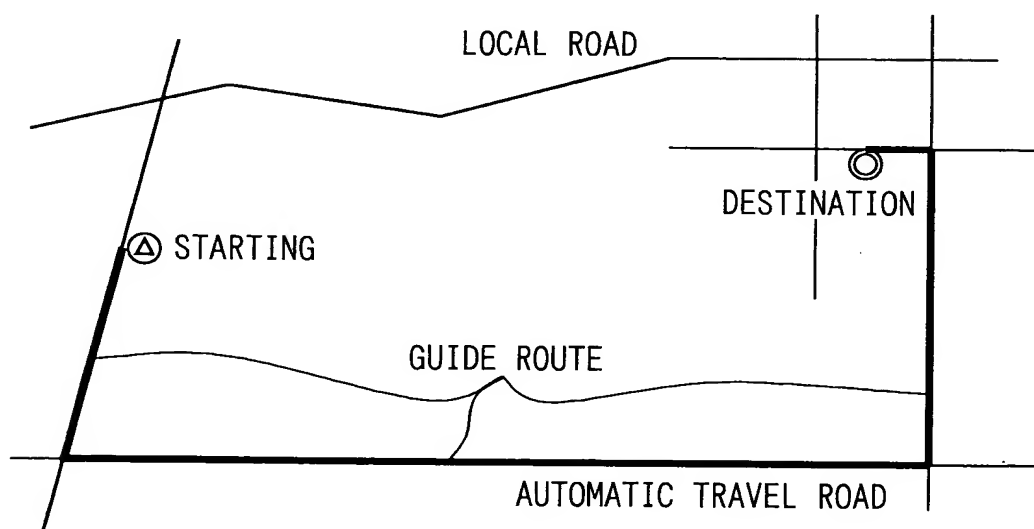 LOCAL ROAD
DESTINATION
STARTING
GUIDE ROUTE
AUTOMATIC TRAVEL ROAD